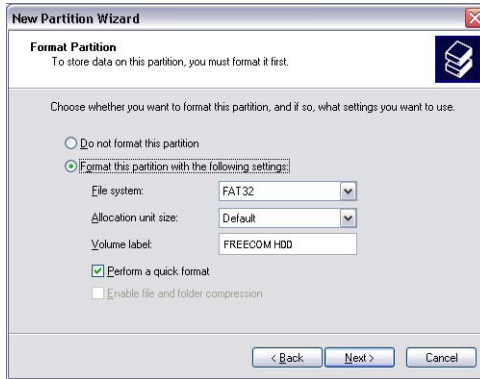 New Partition Wizard
Format Partition
To store data on this partition, you must format it first.
Choose whether you want to format this partition, and if so, what settings you want to use.
Do not format this partition
Format this partition with the following settings:
File system: FAT32
Allocation unit size: Default
Volume label: FREECOM HDD
Perform a quick format
Enable file and folder compression
< Back Next > Cancel